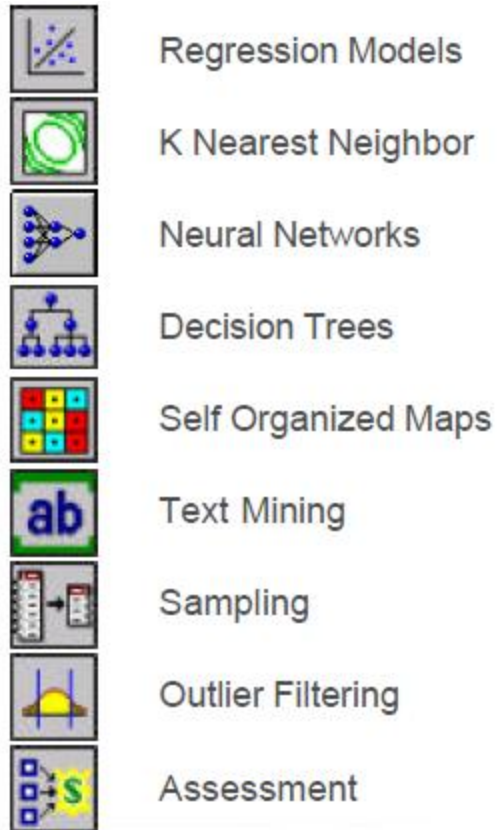 Regression Models
K Nearest Neighbor
Neural Networks
Decision Trees
Self Organized Maps
ab
Text Mining
Sampling
Outlier Filtering
S
Assessment